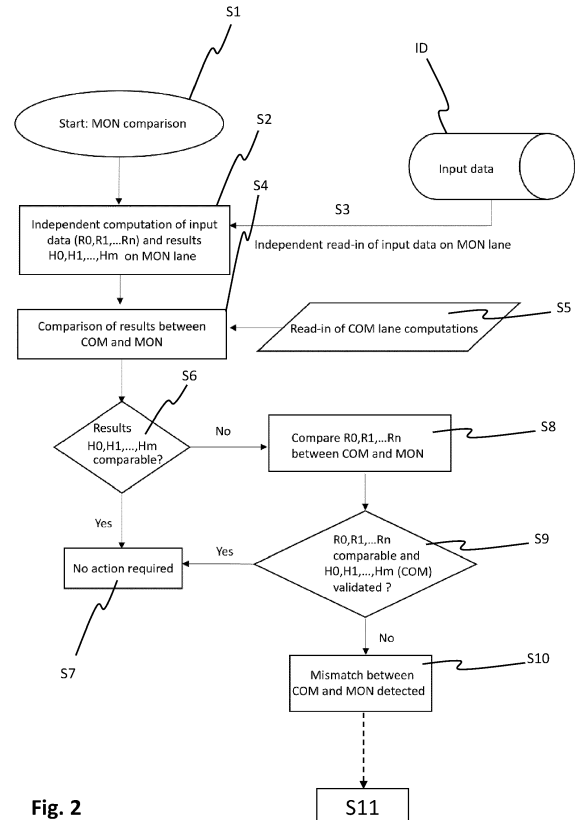 S1
ID
Start: MON comparison
S2
Input data
S4
S3
Independent computation of input
data (R0,R1,...Rn) and results
H0,H1,...,Hm on MON lane
Independent read-in of input data on MON lane
S5
Comparison of results between
COM and MON
Read-in of COM lane computations
S6
Results
H0,H1,...,Hm
comparable?
No
S8
Compare R0,R1,...Rn
between COM and MON
Yes
S9
R0,R1,...Rn
comparable and
H0,H1,...,Hm (COM)
validated ?
Yes
No action required
No
S7
S10
Mismatch between
COM and MON detected
Fig. 2
S11